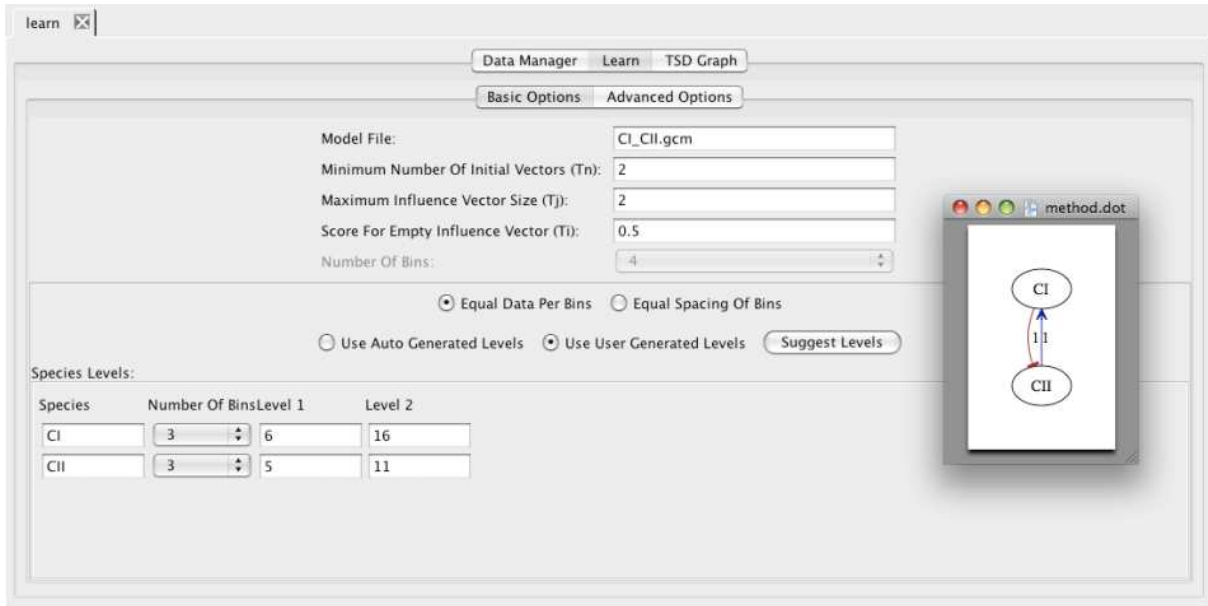 learn
Data Manager Learn TSD Graph
Basic Options Advanced Options
Model File: CI_CII.gcm
Minimum Number Of Initial Vectors (Tn): 2
Maximum Influence Vector Size (Tj): 2
Score For Empty Influence Vector (Ti): 0.5
Number Of Bins: 4
Equal Data Per Bins Equal Spacing Of Bins
Use Auto Generated Levels Use User Generated Levels Suggest Levels
Species Levels:
Species Number Of Bins Level 1 Level 2
CI 3 6 16
CII 3 5 11
method.dot
CI
1 1
CII